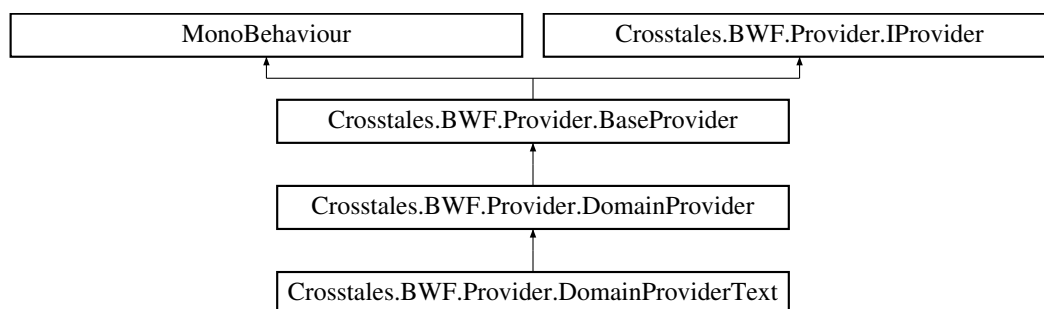 MonoBehaviour
Crosstales.BWF.Provider.IProvider
Crosstales.BWF.Provider.BaseProvider
Crosstales.BWF.Provider.DomainProvider
Crosstales.BWF.Provider.DomainProviderText